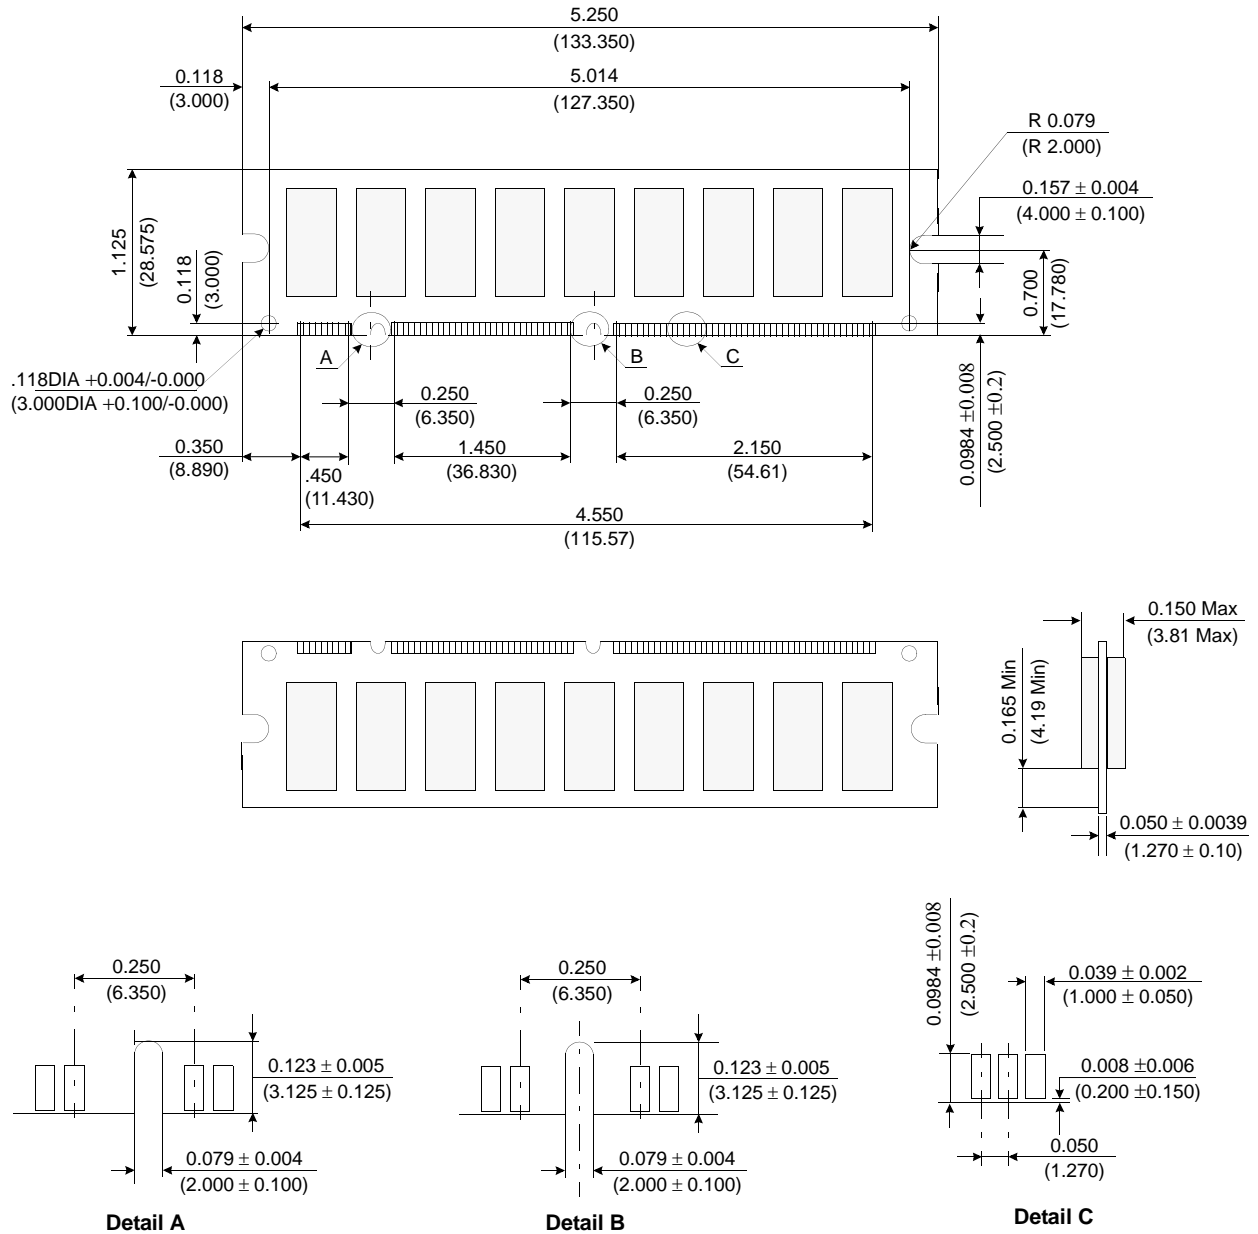 5.250
(133.350)
0.118
(3.000)
5.014
(127.350)
R 0.079
(R 2.000)
0.157 ± 0.004
(4.000 ± 0.100)
1.125
(28.575)
0.118
(3.000)
0.700
(17.780)
A
B
C
.118DIA +0.004/-0.000
(3.000DIA +0.100/-0.000)
0.250
(6.350)
0.250
(6.350)
0.0984 ±0.008
(2.500 ±0.2)
0.350
(8.890)
.450
(11.430)
1.450
(36.830)
2.150
(54.61)
4.550
(115.57)
0.150 Max
(3.81 Max)
0.165 Min
(4.19 Min)
0.050 ± 0.0039
(1.270 ± 0.10)
0.250
(6.350)
0.123 ± 0.005
(3.125 ± 0.125)
0.079 ± 0.004
(2.000 ± 0.100)
Detail A
0.250
(6.350)
0.123 ± 0.005
(3.125 ± 0.125)
0.079 ± 0.004
(2.000 ± 0.100)
Detail B
0.0984 ±0.008
(2.500 ±0.2)
0.039 ± 0.002
(1.000 ± 0.050)
0.008 ±0.006
(0.200 ±0.150)
0.050
(1.270)
Detail C